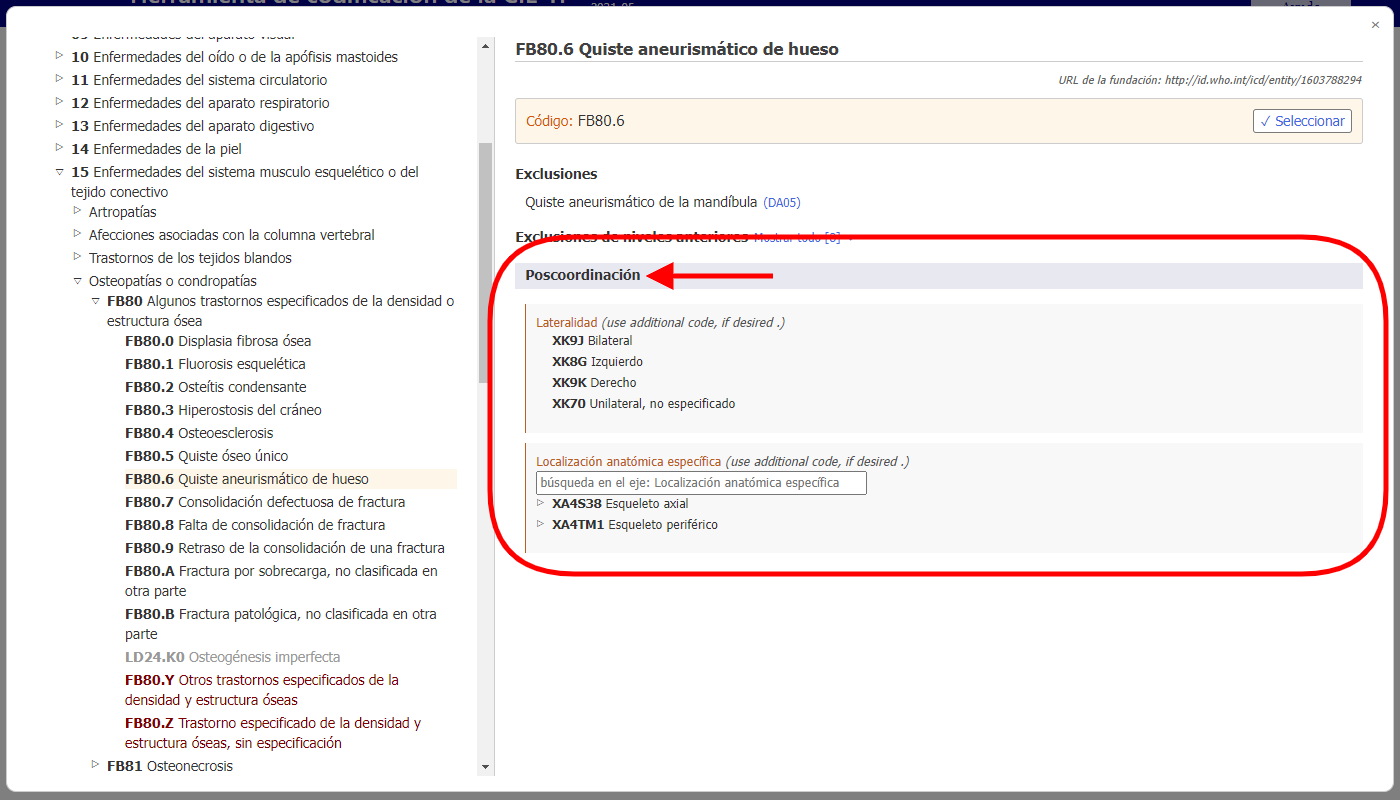 Herramienta de codificación de la CIE-11
2021-05
Ayuda
×
09 Enfermedades del aparato visual
10 Enfermedades del oído o de la apófisis mastoides
11 Enfermedades del sistema circulatorio
12 Enfermedades del aparato respiratorio
13 Enfermedades del aparato digestivo
14 Enfermedades de la piel
15 Enfermedades del sistema musculo esquelético o del
tejido conectivo
Artropatías
Afecciones asociadas con la columna vertebral
Trastornos de los tejidos blandos
Osteopatías o condropatías
FB80 Algunos trastornos especificados de la densidad o
estructura ósea
FB80.0 Displasia fibrosa ósea
FB80.1 Fluorosis esquelética
FB80.2 Osteítis condensante
FB80.3 Hiperostosis del cráneo
FB80.4 Osteoesclerosis
FB80.5 Quiste óseo único
FB80.6 Quiste aneurismático de hueso
FB80.7 Consolidación defectuosa de fractura
FB80.8 Falta de consolidación de fractura
FB80.9 Retraso de la consolidación de una fractura
FB80.A Fractura por sobrecarga, no clasificada en
otra parte
FB80.B Fractura patológica, no clasificada en otra
parte
LD24.K0 Osteogénesis imperfecta
FB80.Y Otros trastornos especificados de la
densidad y estructura óseas
FB80.Z Trastorno especificado de la densidad y
estructura óseas, sin especificación
FB81 Osteonecrosis
FB80.6 Quiste aneurismático de hueso
URL de la fundación: http://id.who.int/icd/entity/1603788294
Código: FB80.6
✓ Seleccionar
Exclusiones
Quiste aneurismático de la mandíbula (DA05)
Exclusiones de niveles anteriores Mostrar todo [8]
Poscoordinación
Lateralidad (use additional code, if desired .)
XK9J Bilateral
XK8G Izquierdo
XK9K Derecho
XK70 Unilateral, no especificado
Localización anatómica específica (use additional code, if desired .)
búsqueda en el eje: Localización anatómica específica
XA4S38 Esqueleto axial
XA4TM1 Esqueleto periférico